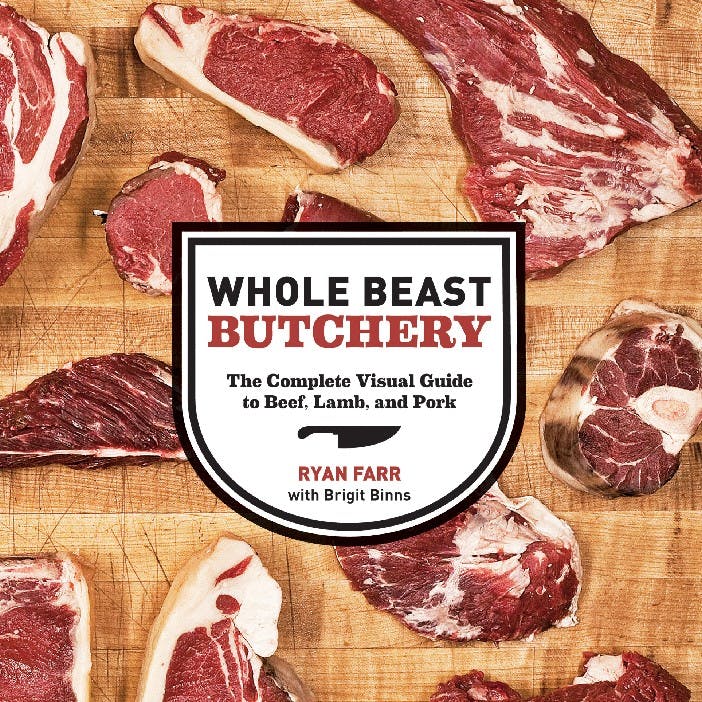 WHOLE BEAST
BUTCHERY
The Complete Visual Guide
to Beef, Lamb, and Pork
RYAN FARR
with Brigit Binns